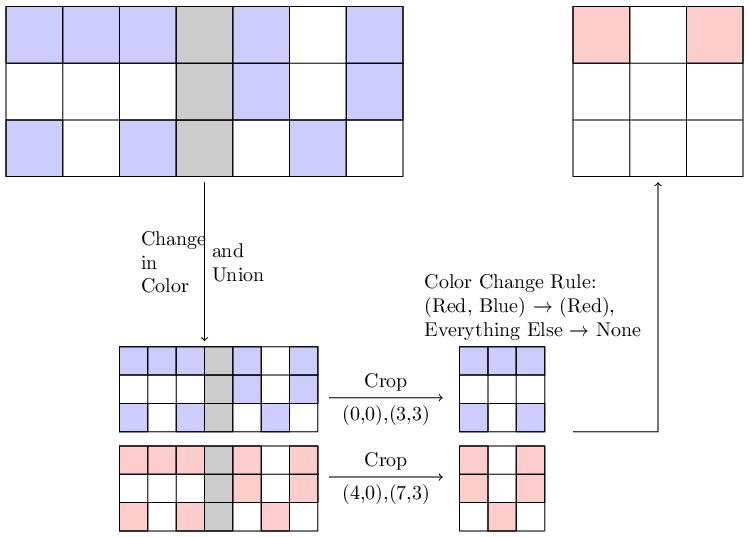 Change
in
Color
and
Union
Color Change Rule:
(Red, Blue) → (Red),
Everything Else → None
Crop
(0,0),(3,3)
Crop
(4,0),(7,3)